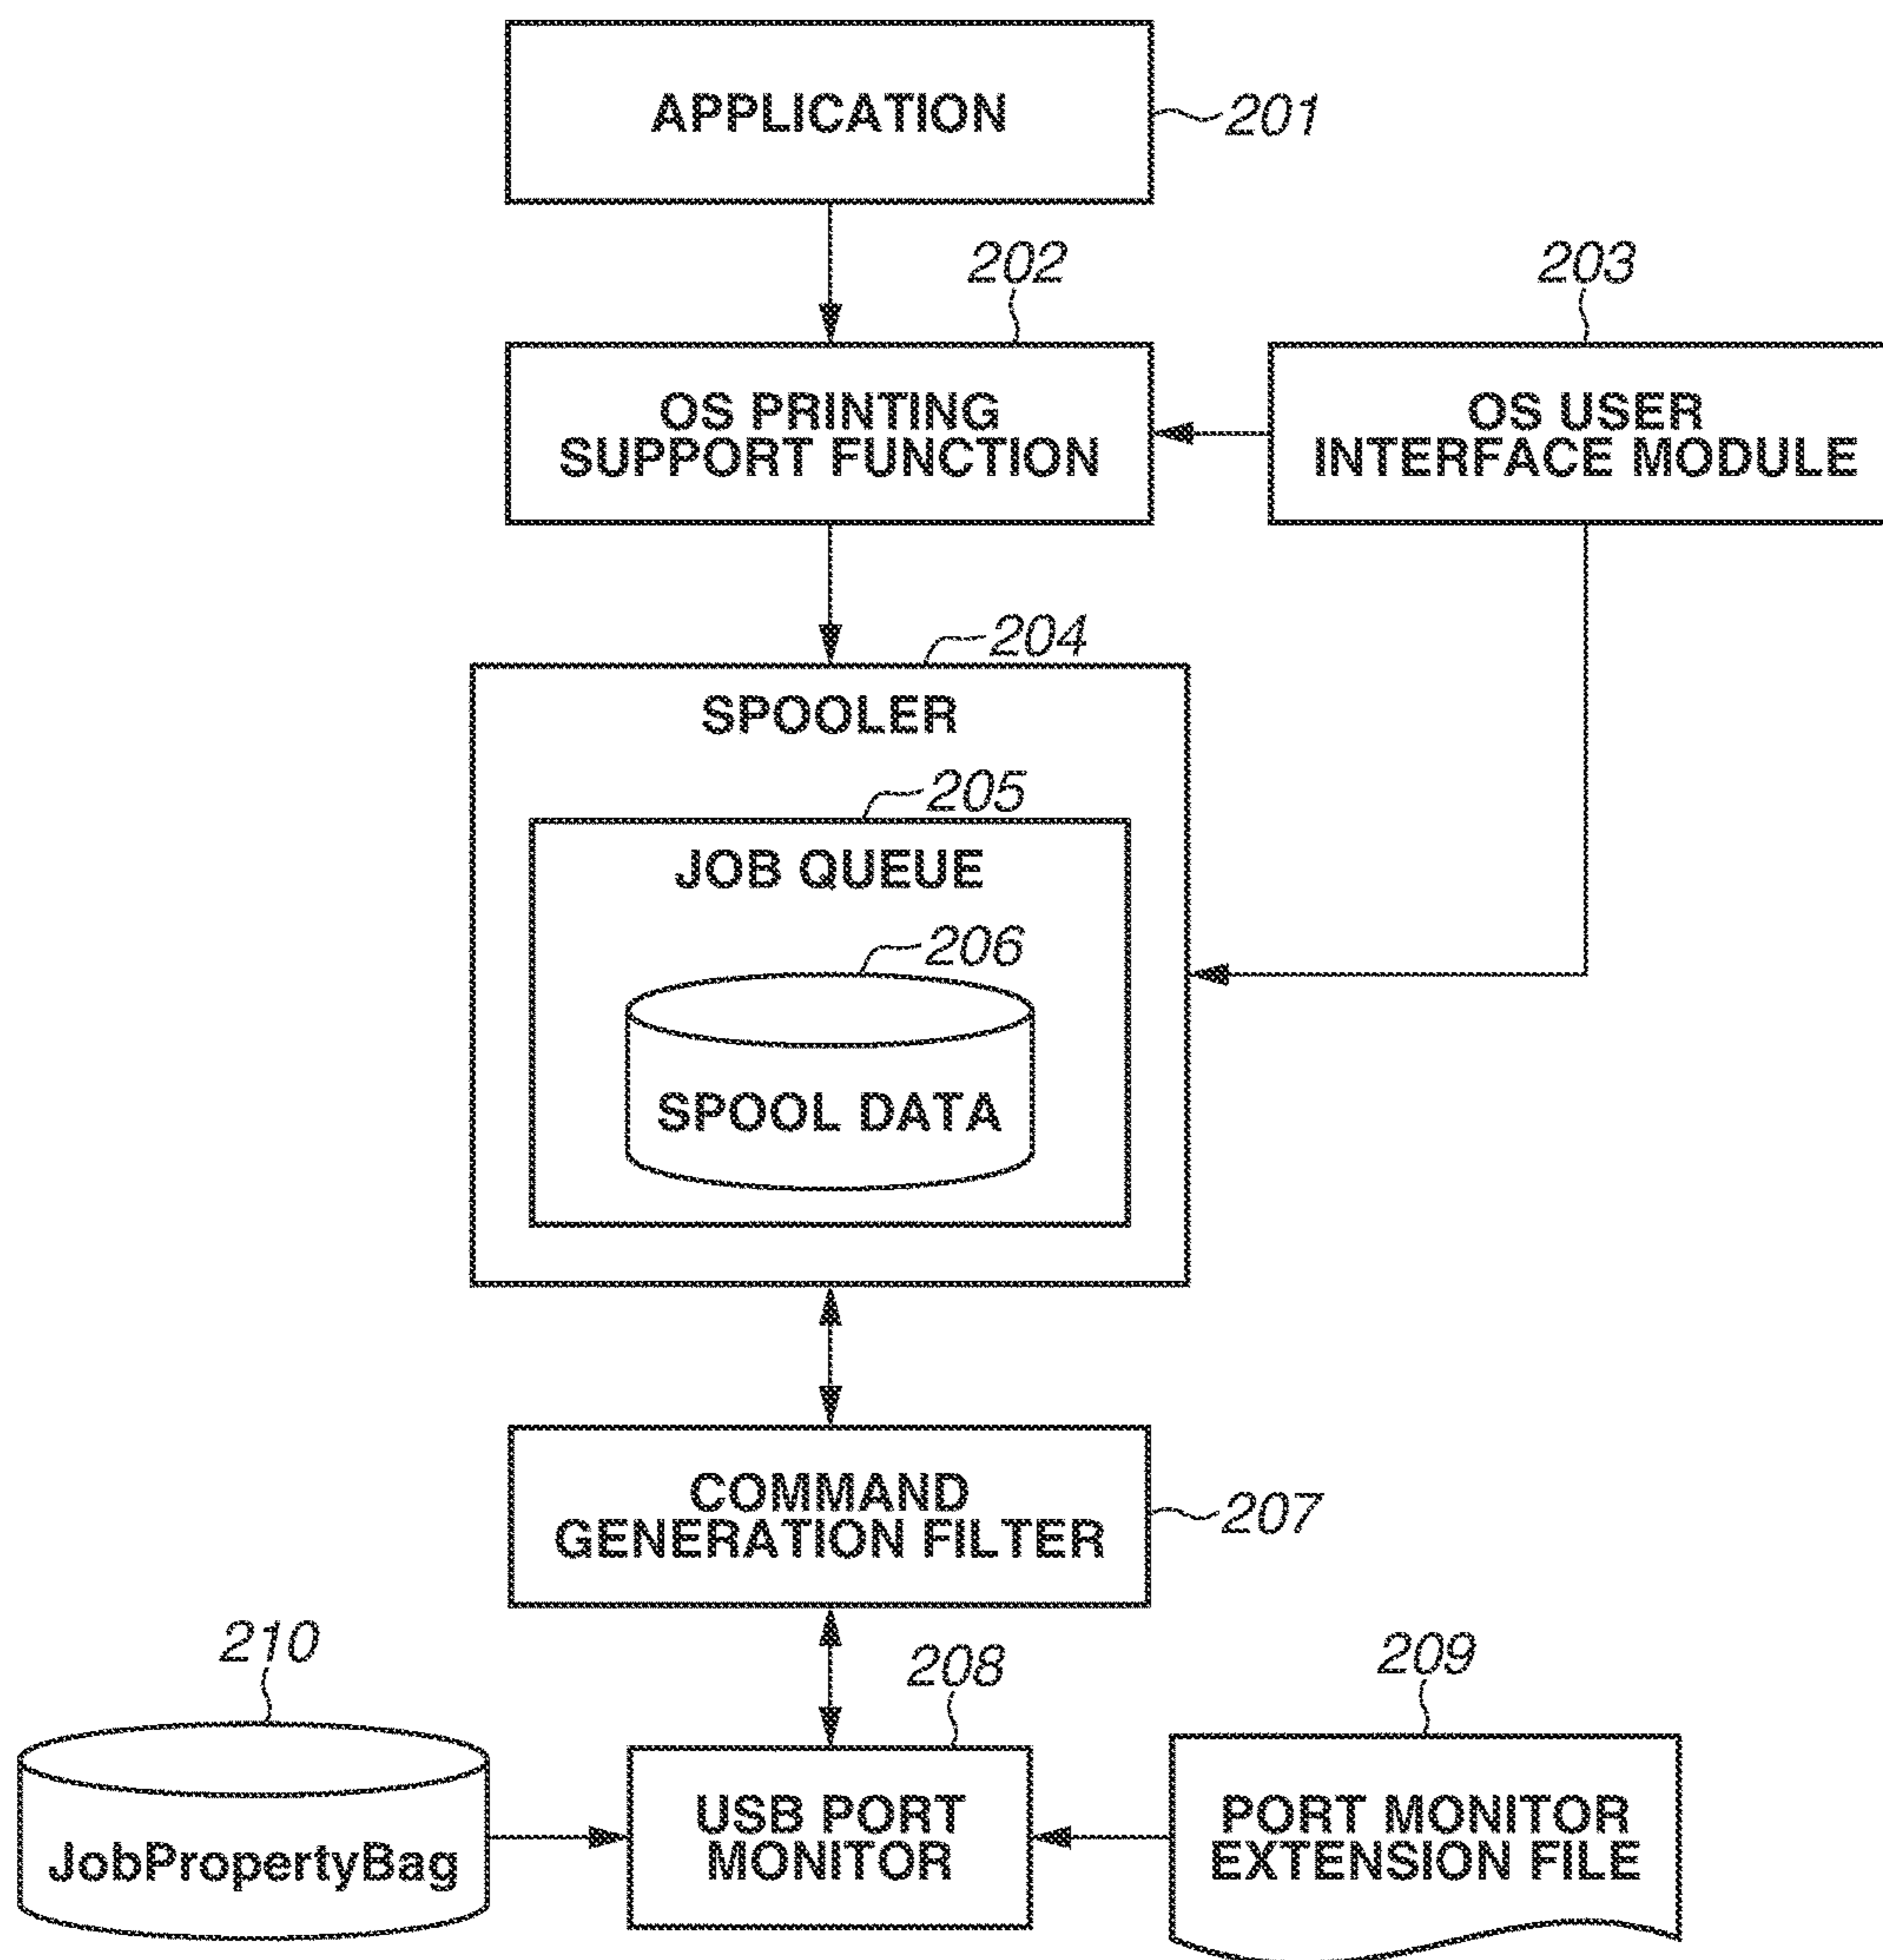 APPLICATION
201
202
203
OS PRINTING
SUPPORT FUNCTION
OS USER
INTERFACE MODULE
204
SPOOLER
205
JOB QUEUE
206
SPOOL DATA
COMMAND
GENERATION FILTER
207
210
208
209
JobPropertyBag
USB PORT
MONITOR
PORT MONITOR
EXTENSION FILE